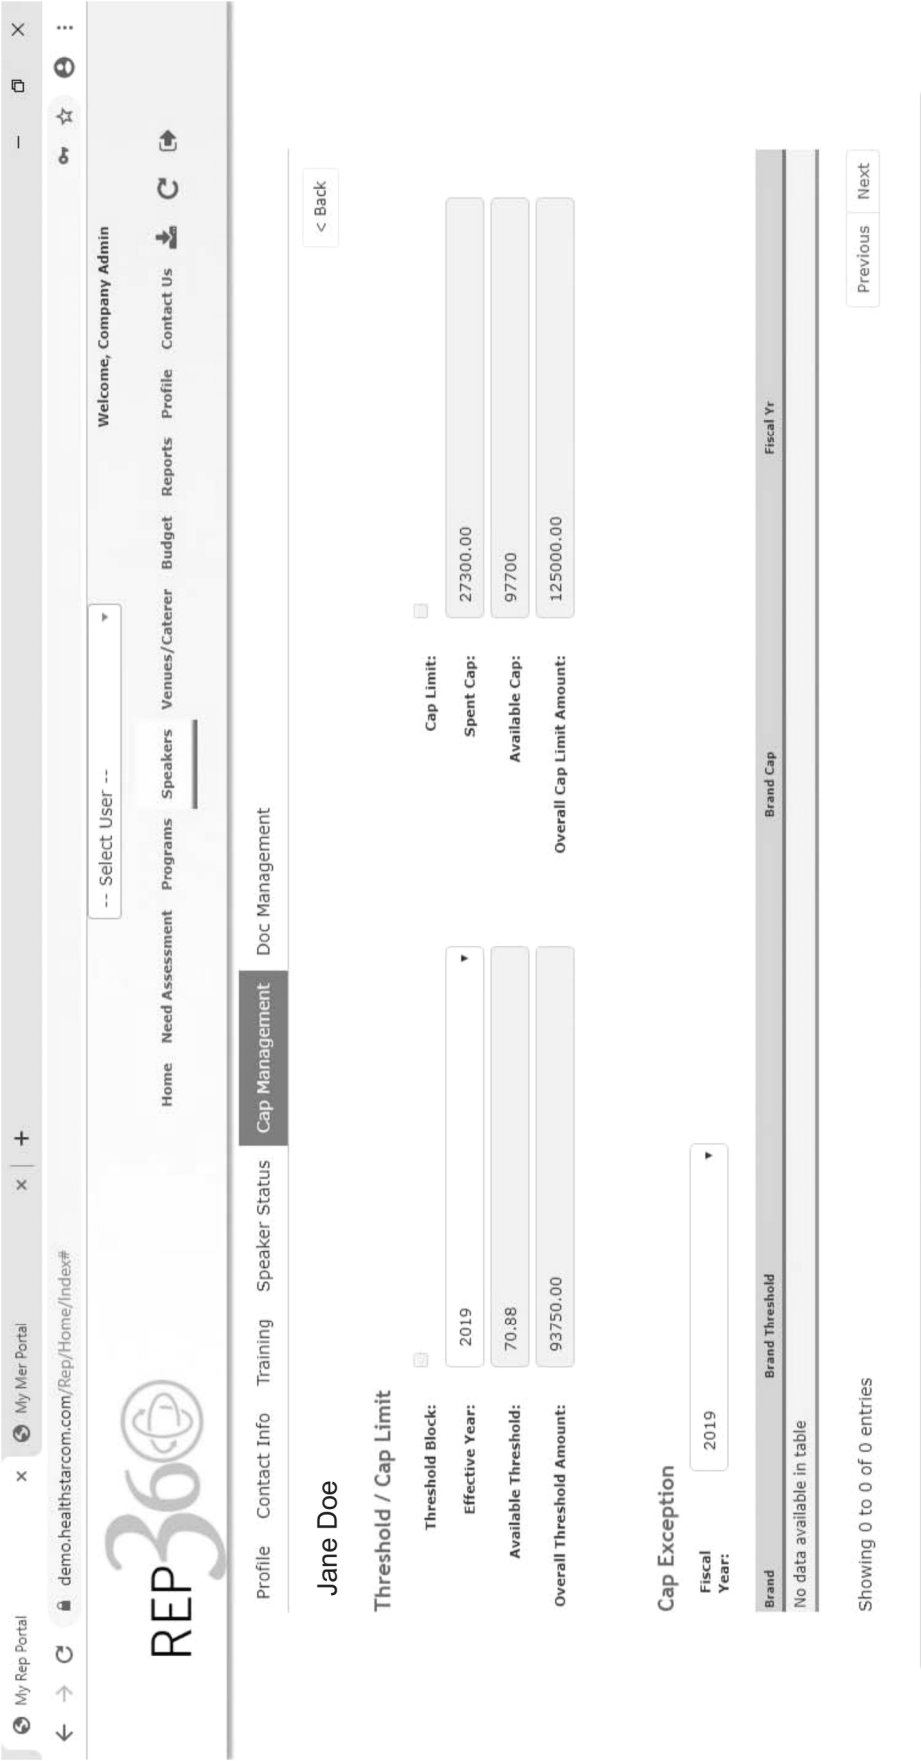 My Rep Portal
My Mer Portal
demo.healthstarcom.com/Rep/Home/Index#
REP360
-- Select User --
Welcome, Company Admin
Home Need Assessment Programs Speakers Venues/Caterer Budget Reports Profile Contact Us
Profile Contact Info Training Speaker Status Cap Management Doc Management
Jane Doe
< Back
Threshold / Cap Limit
Threshold Block:
Cap Limit:
Effective Year: 2019
Spent Cap: 27300.00
Available Threshold: 70.88
Available Cap: 97700
Overall Threshold Amount: 93750.00
Overall Cap Limit Amount: 125000.00
Cap Exception
Fiscal
Year:
2019
Brand Brand Threshold Brand Cap Fiscal Yr
No data available in table
Showing 0 to 0 of 0 entries
Previous Next